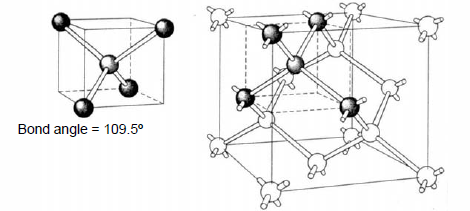 Bond angle = 109.5º